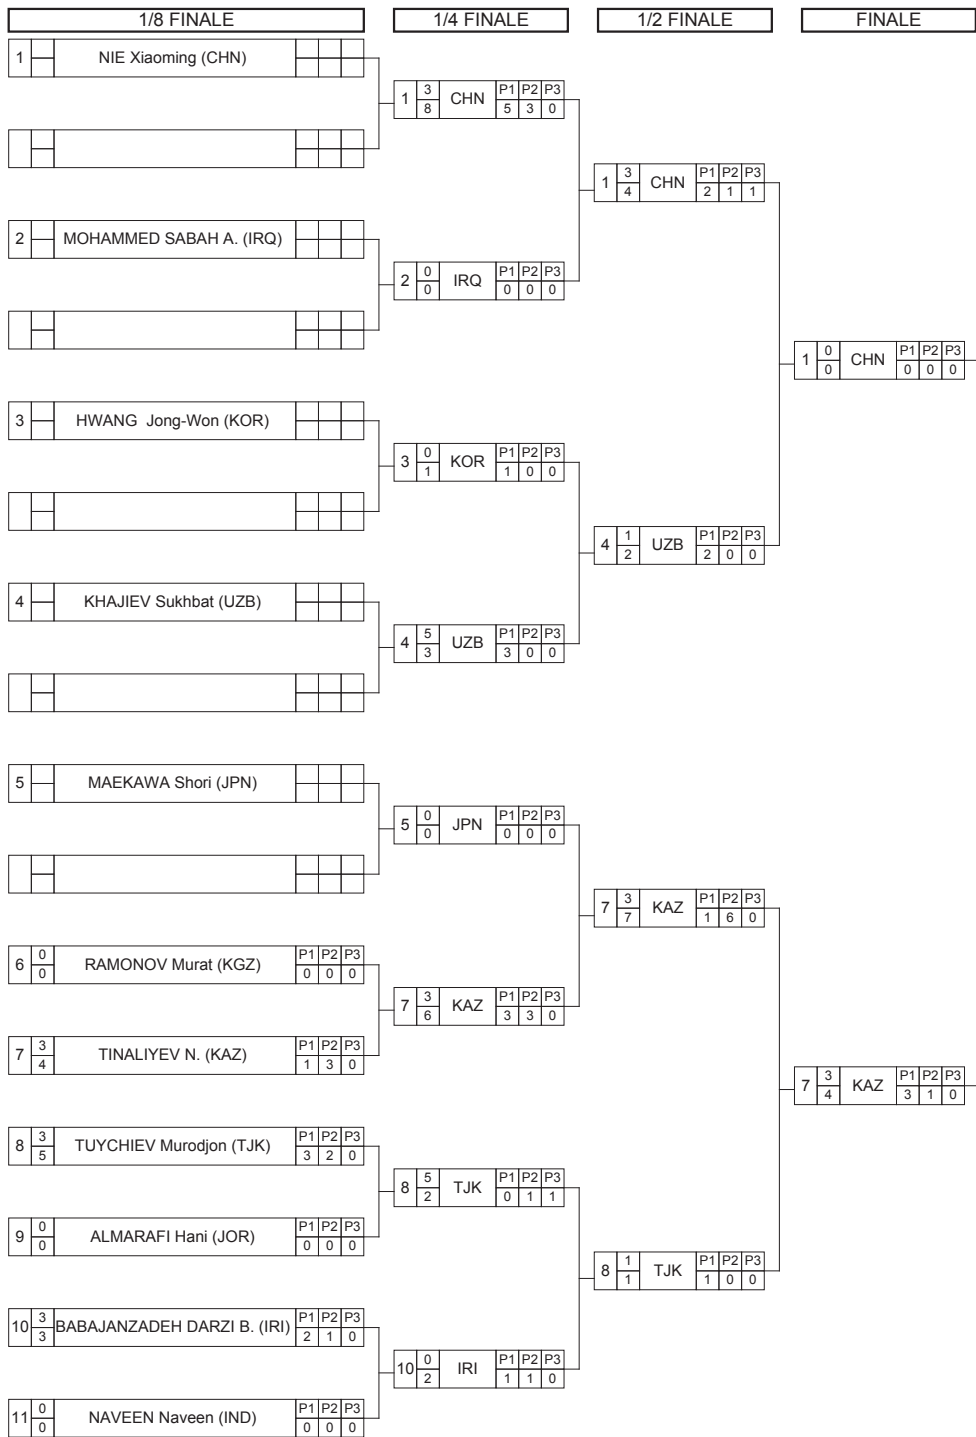 1/8 FINALE 1/4 FINALE 1/2 FINALE FINALE
1 NIE Xiaoming (CHN)
1 3 8 CHN P1 P2 P3 5 3 0
1 3 4 CHN P1 P2 P3 2 1 1
2 MOHAMMED SABAH A. (IRQ)
2 0 0 IRQ P1 P2 P3 0 0 0
1 0 0 CHN P1 P2 P3 0 0 0
3 HWANG Jong-Won (KOR)
3 0 1 KOR P1 P2 P3 1 0 0
4 1 2 UZB P1 P2 P3 2 0 0
4 KHAJIEV Sukhbat (UZB)
4 5 3 UZB P1 P2 P3 3 0 0
5 MAEKAWA Shori (JPN)
5 0 0 JPN P1 P2 P3 0 0 0
7 3 7 KAZ P1 P2 P3 1 6 0
6 0 0 RAMONOV Murat (KGZ) P1 P2 P3 0 0 0
7 3 6 KAZ P1 P2 P3 3 3 0
7 3 4 TINALIYEV N. (KAZ) P1 P2 P3 1 3 0
7 3 4 KAZ P1 P2 P3 3 1 0
8 3 5 TUYCHIEV Murodjon (TJK) P1 P2 P3 3 2 0
8 5 2 TJK P1 P2 P3 0 1 1
9 0 0 ALMARAFI Hani (JOR) P1 P2 P3 0 0 0
8 1 1 TJK P1 P2 P3 1 0 0
10 3 3 BABAJANZADEH DARZI B. (IRI) P1 P2 P3 2 1 0
10 0 2 IRI P1 P2 P3 1 1 0
11 0 0 NAVEEN Naveen (IND) P1 P2 P3 0 0 0